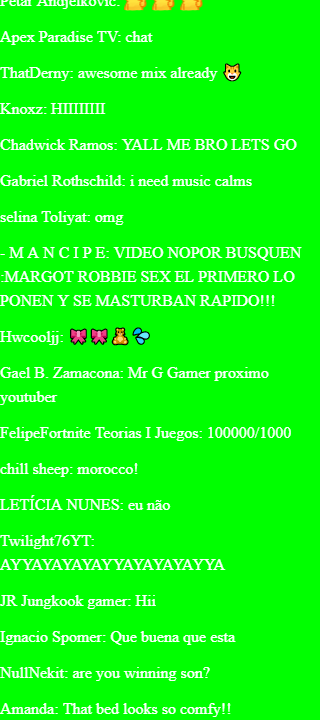 Petar Andjelkovic:
Apex Paradise TV: chat
ThatDerny: awesome mix already
Knoxz: HIIIIIIII
Chadwick Ramos: YALL ME BRO LETS GO
Gabriel Rothschild: i need music calms
selina Toliyat: omg
- M A N C I P E: VIDEO NOPOR BUSQUEN
:MARGOT ROBBIE SEX EL PRIMERO LO
PONEN Y SE MASTURBAN RAPIDO!!!
Hwcooljj:
Gael B. Zamacona: Mr G Gamer proximo
youtuber
FelipeFortnite Teorias I Juegos: 100000/1000
chill sheep: morocco!
LETÍCIA NUNES: eu não
Twilight76YT:
AYYAYAYAYAYYAYAYAYAYYA
JR Jungkook gamer: Hii
Ignacio Spomer: Que buena que esta
NullNekit: are you winning son?
Amanda: That bed looks so comfy!!